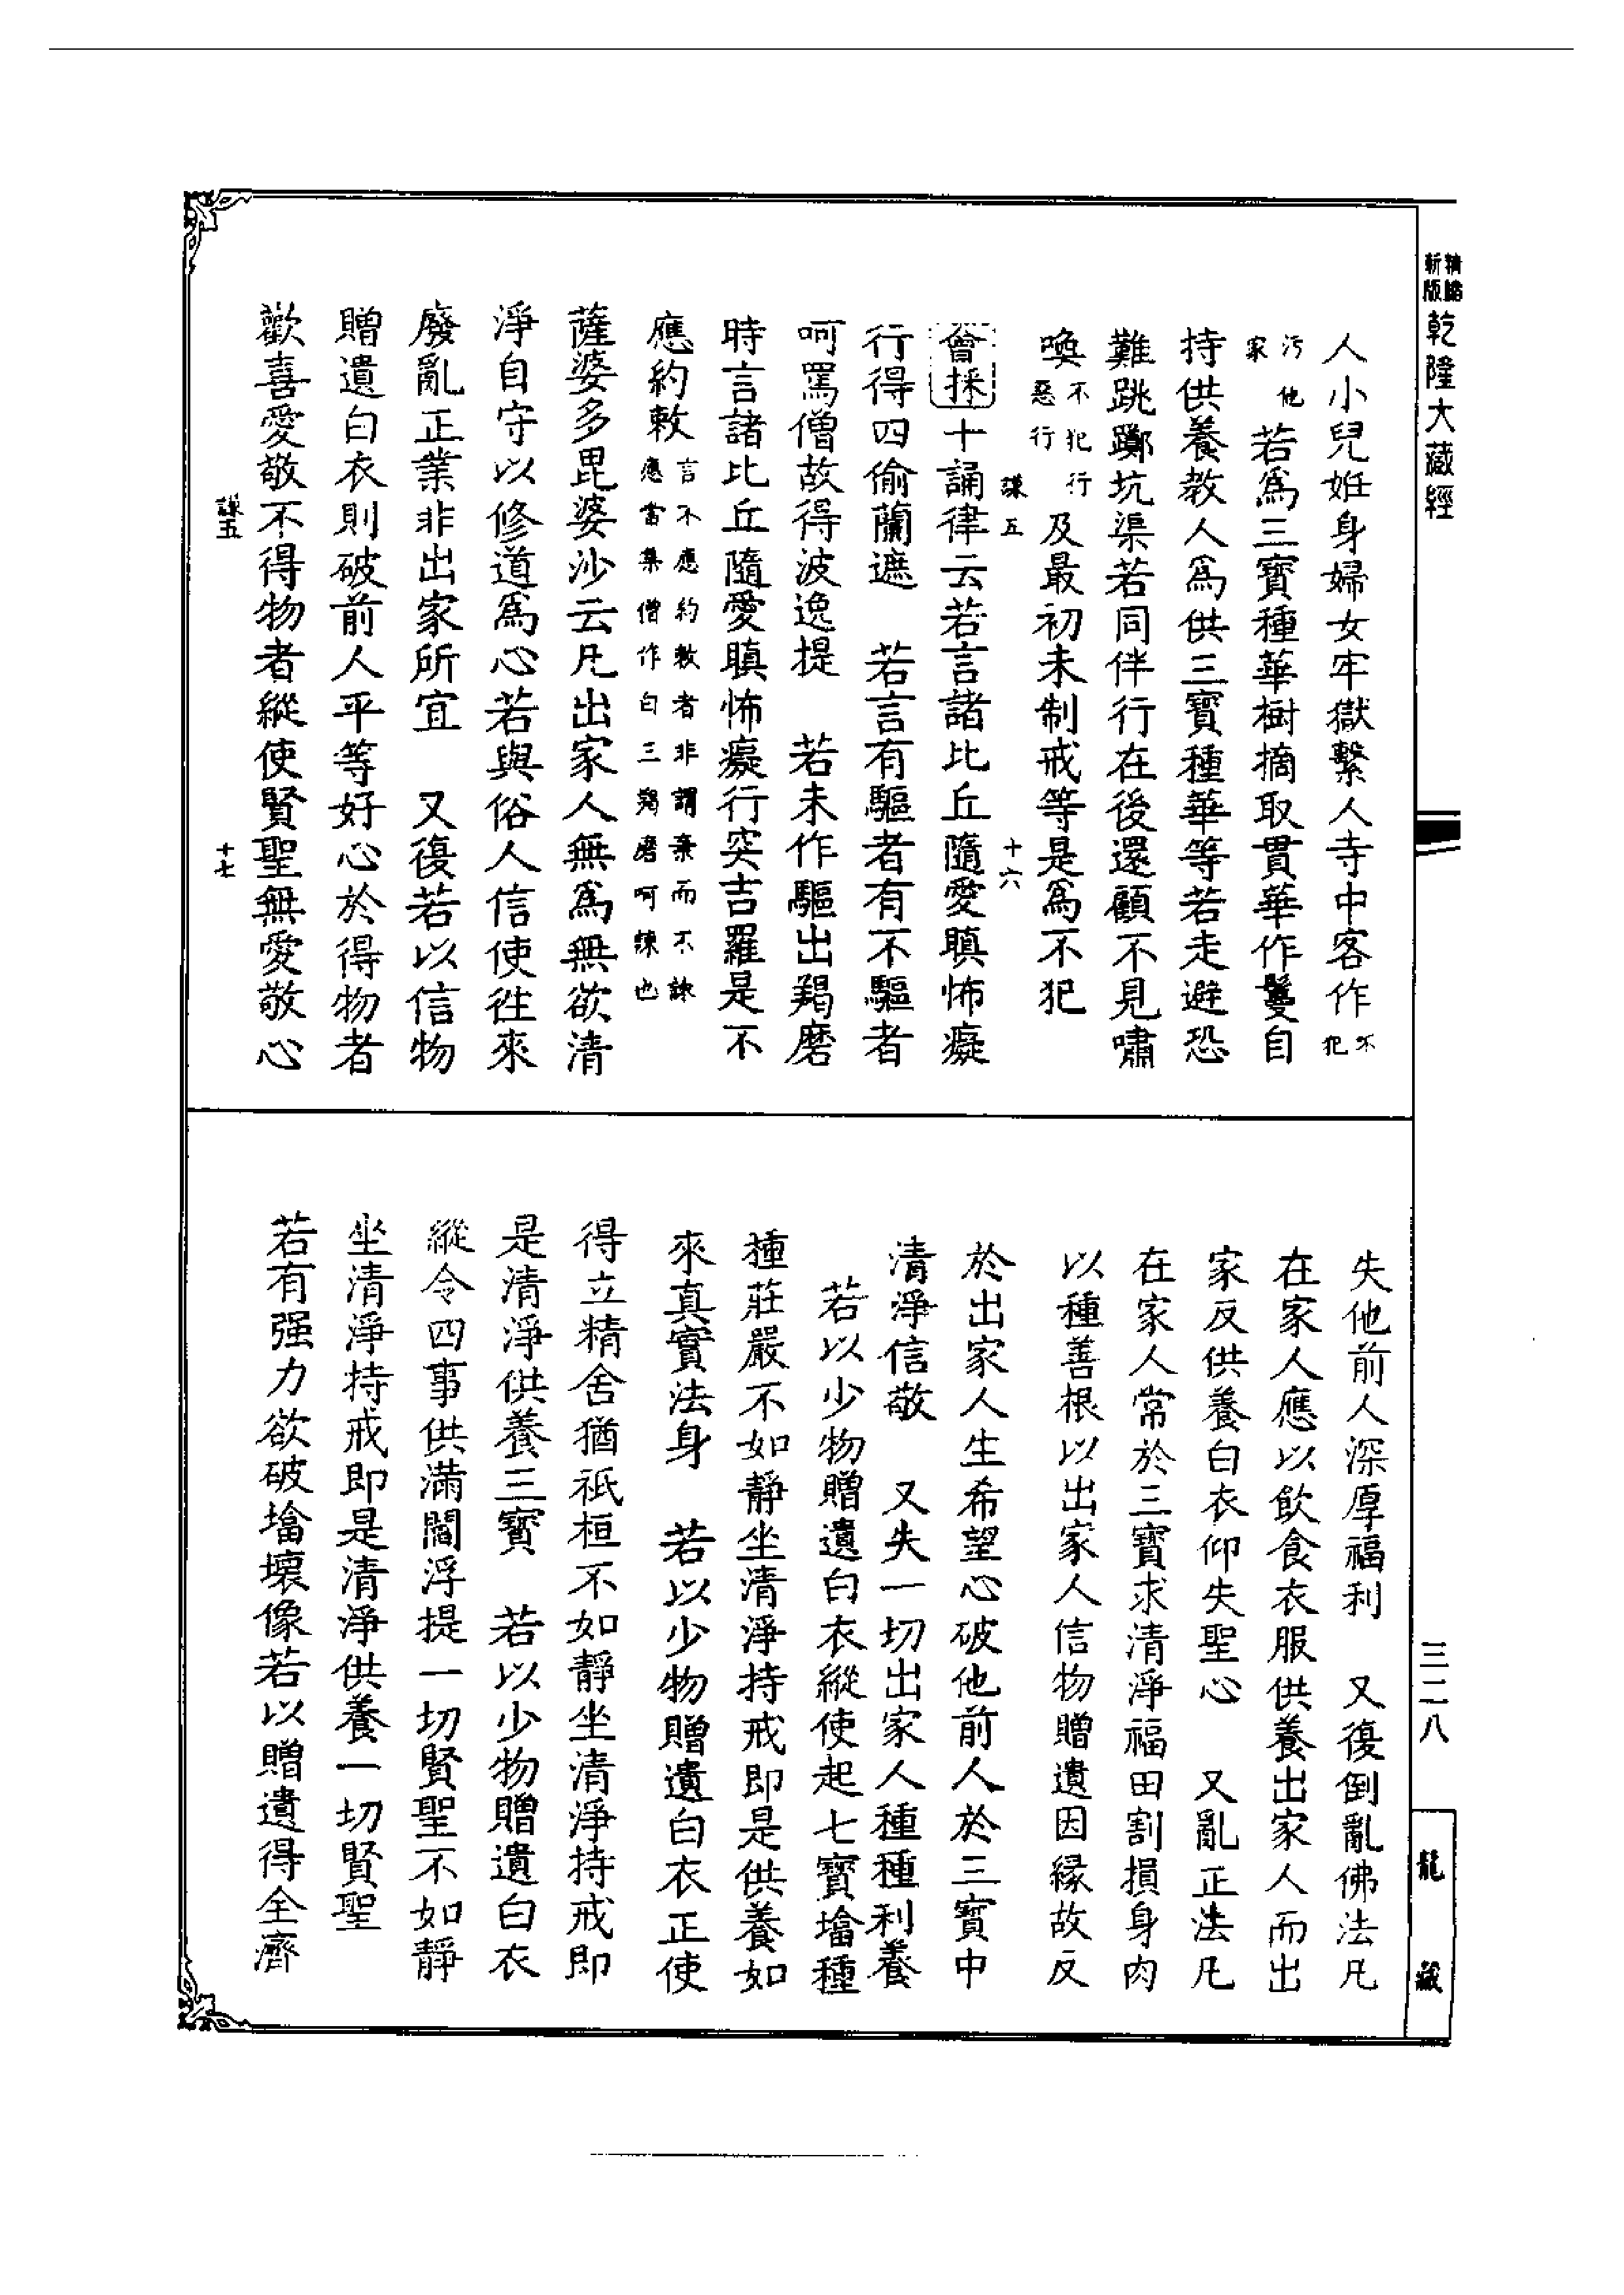 精縮
新版
乾隆大藏經
人小兒姙身婦女牢獄繫人寺中客作不犯
污他家若為三寶種華樹摘取貫華作鬘自
持供養教人為供三寶種華等若走避恐
難跳躑坑渠若同伴行在後還顧不見嘯
喚不犯行惡行及最初未制戒等是為不犯
謙五 十六
會採十誦律云若言諸比丘隨愛瞋怖癡
行得四偷蘭遮 若言有驅者有不驅者
呵罵僧故得波逸提 若未作驅出羯磨
時言諸比丘隨愛瞋怖癡行突吉羅是不
應約敕言不應約敕者非謂棄而不諫應當集僧作白三羯磨呵諫也
薩婆多毘婆沙云凡出家人無為無欲清
淨自守以修道為心若與俗人信使往來
廢亂正業非出家所宜 又復若以信物
贈遺白衣則破前人平等好心於得物者
歡喜愛敬不得物者縱使賢聖無愛敬心
謙五 十七
失他前人深厚福利 又復倒亂佛法凡
在家人應以飲食衣服供養出家人而出
家反供養白衣仰失聖心 又亂正法凡
在家人常於三寶求清淨福田割損身肉
以種善根以出家人信物贈遺因緣故反
於出家人生希望心破他前人於三寶中
清淨信敬 又失一切出家人種種利養
若以少物贈遺白衣縱使起七寶墖種
種莊嚴不如靜坐清淨持戒即是供養如
來真實法身 若以少物贈遺白衣正使
得立精舍猶祇桓不如靜坐清淨持戒即
是清淨供養三寶 若以少物贈遺白衣
縱令四事供滿閻浮提一切賢聖不如靜
坐清淨持戒即是清淨供養一切賢聖
若有强力欲破墖壞像若以贈遺得全濟
三二八
龍藏